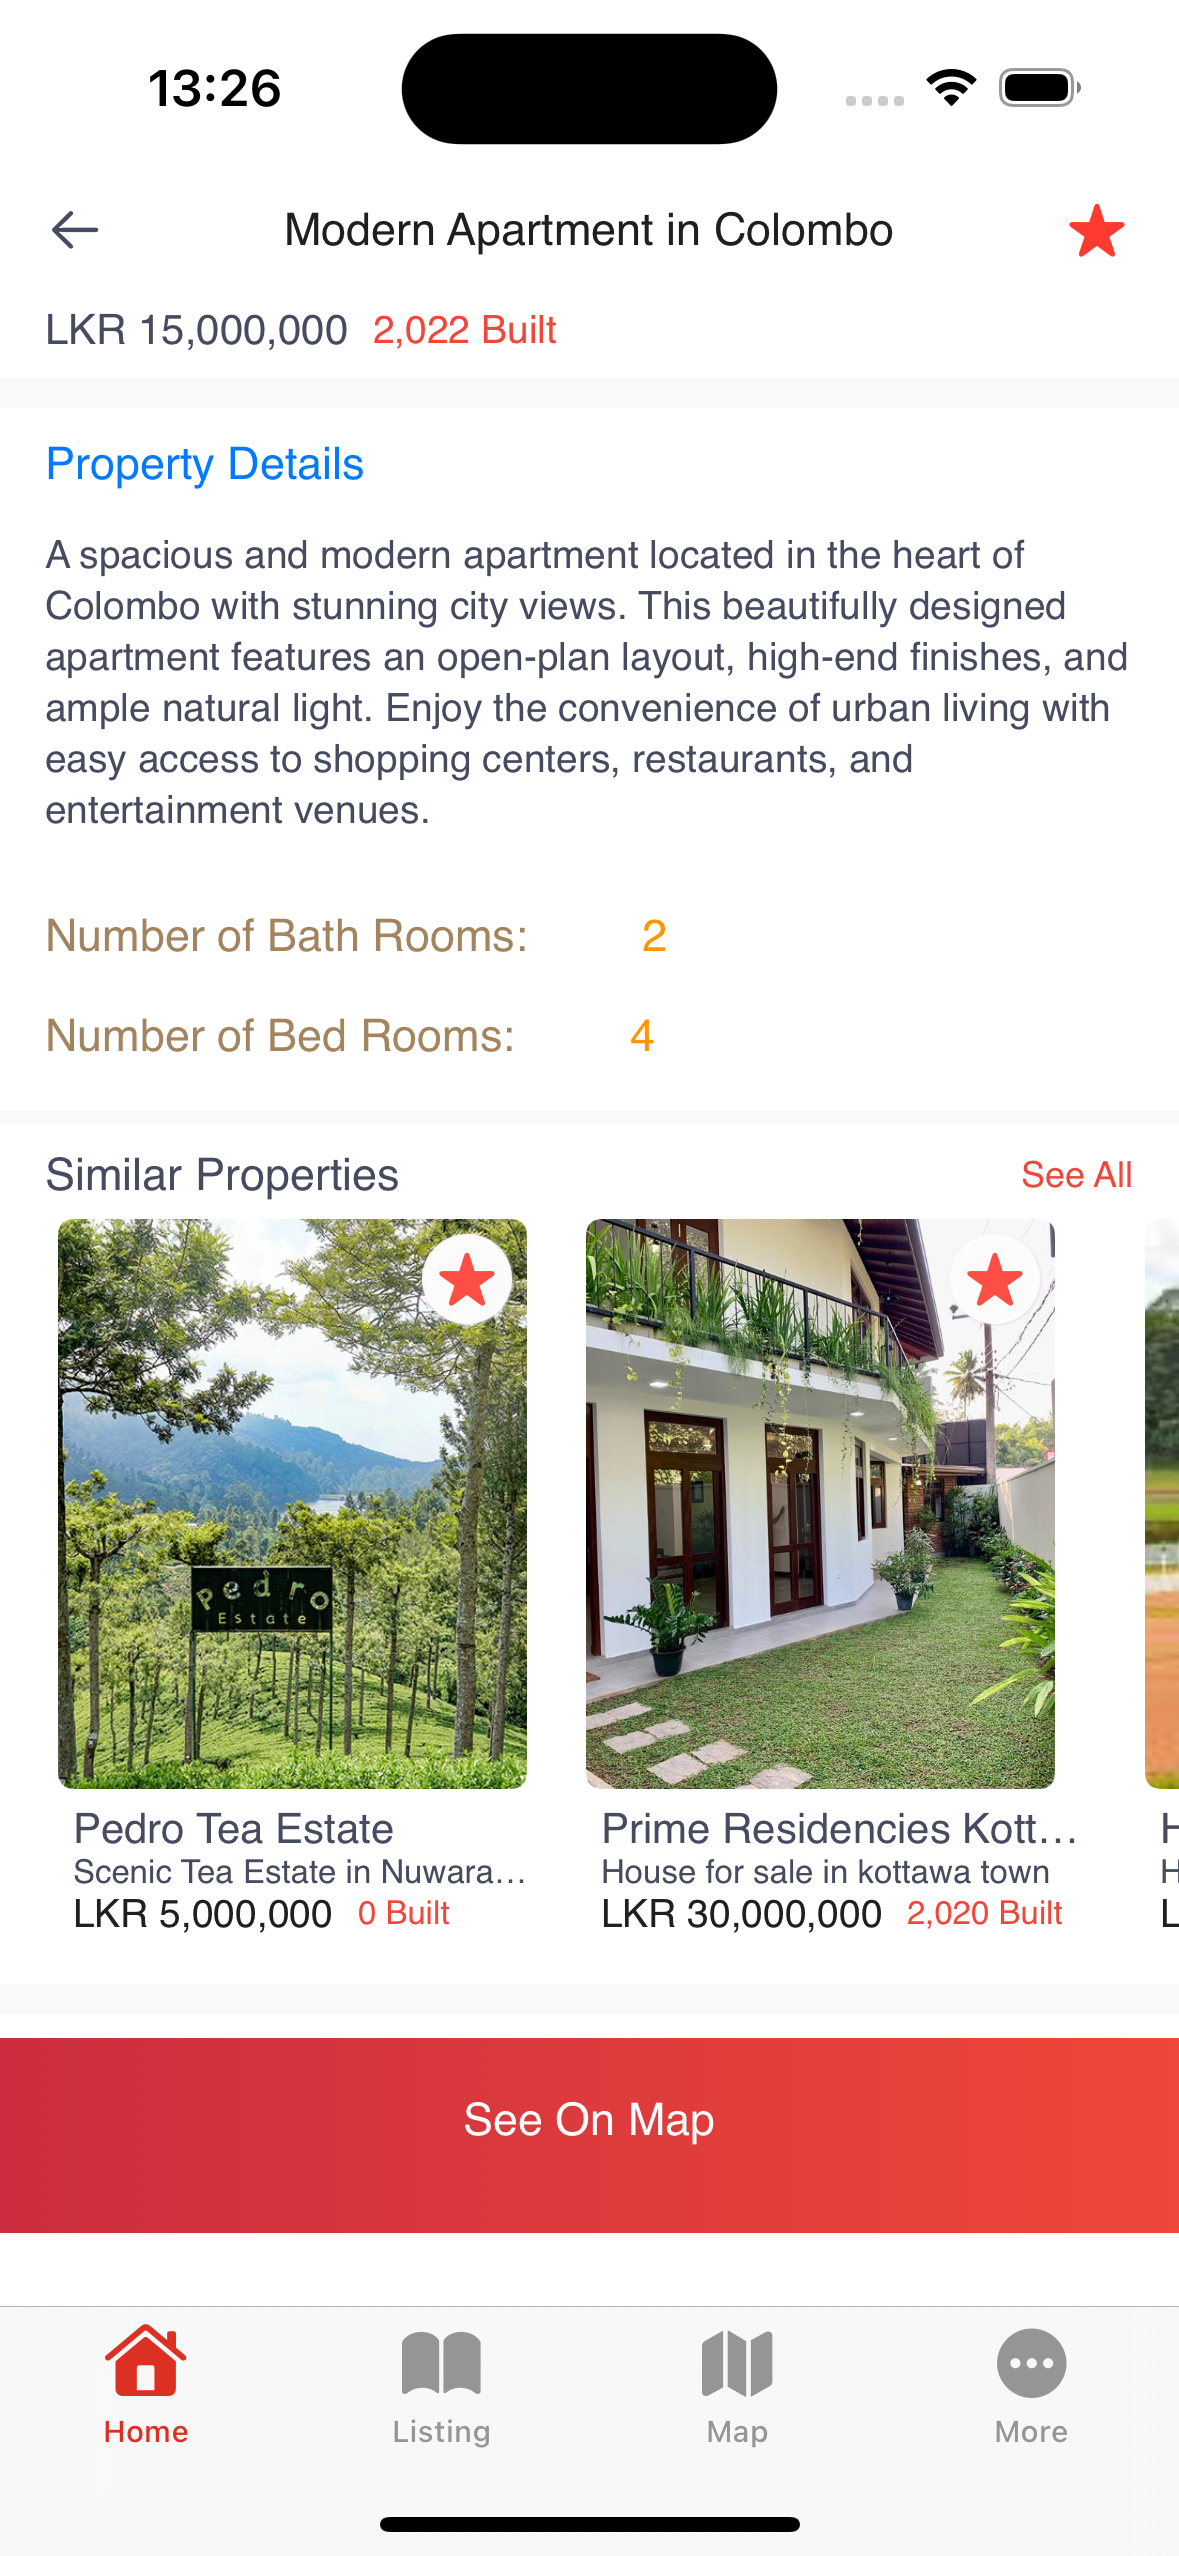 13:26
Modern Apartment in Colombo
LKR 15,000,000 2,022 Built
Property Details
A spacious and modern apartment located in the heart of
Colombo with stunning city views. This beautifully designed
apartment features an open-plan layout, high-end finishes, and
ample natural light. Enjoy the convenience of urban living with
easy access to shopping centers, restaurants, and
entertainment venues.
Number of Bath Rooms: 2
Number of Bed Rooms: 4
Similar Properties See All
Pedro
Estate
Pedro Tea Estate
Scenic Tea Estate in Nuwara...
LKR 5,000,000 0 Built
Prime Residencies Kott...
House for sale in kottawa town
LKR 30,000,000 2,020 Built
H
H
L
See On Map
Home Listing Map More